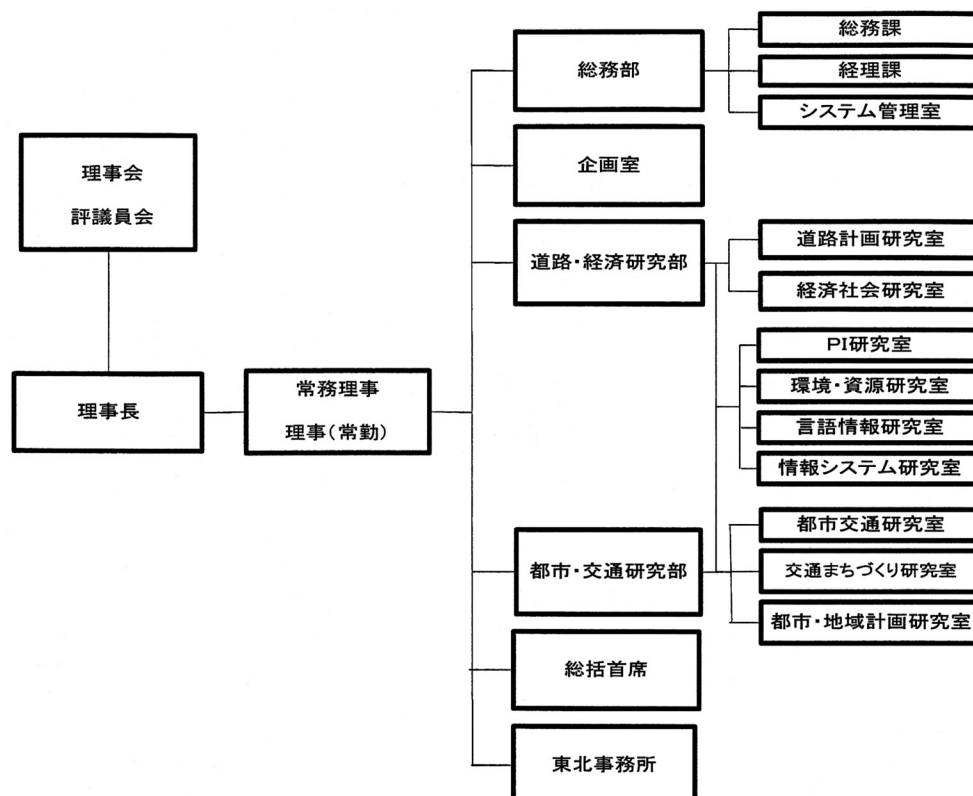 理事会
評議員会
理事長
常務理事
理事(常勤)
総務部
総務課
経理課
システム管理室
企画室
道路・経済研究部
道路計画研究室
経済社会研究室
PI研究室
環境・資源研究室
言語情報研究室
情報システム研究室
都市・交通研究部
都市交通研究室
交通まちづくり研究室
都市・地域計画研究室
総括首席
東北事務所